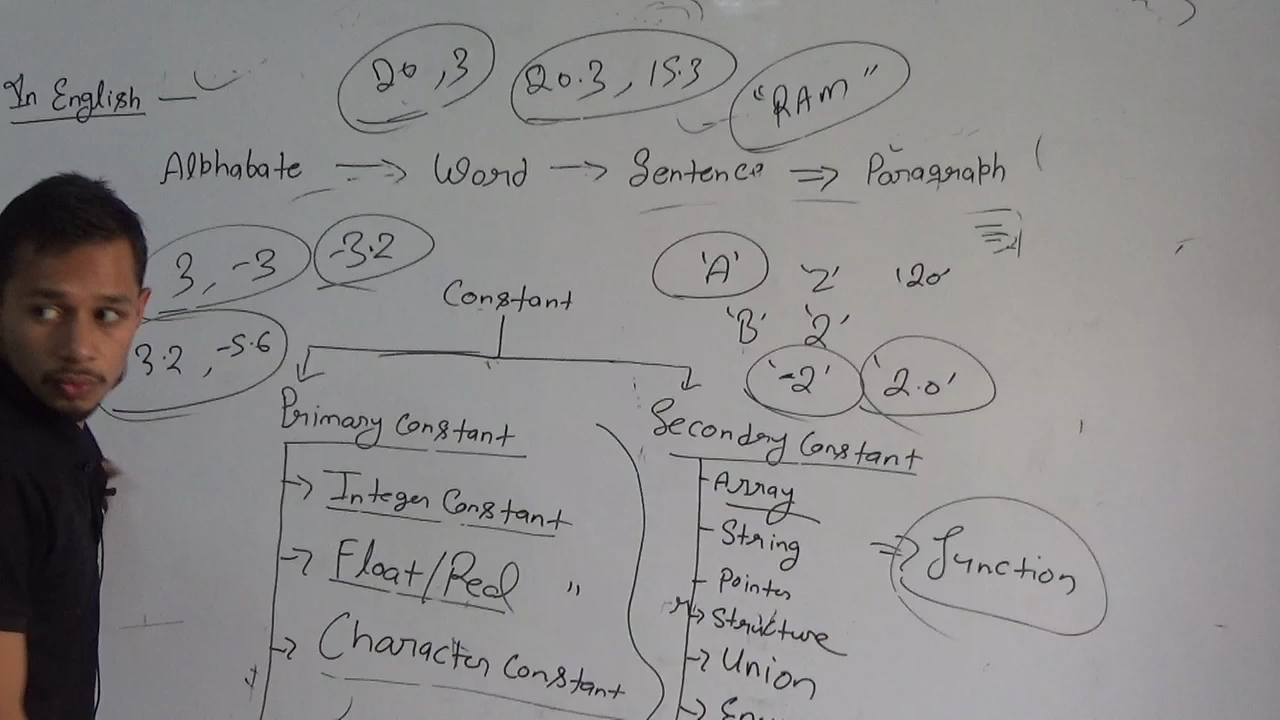 20, 3 20.3, 15.3 "RAM"
In English —
Alphabate → Word → Sentence ⇒ Paragraph
3, -3 -3.2 'A' 'Z' '20'
Constant
'B' '2'
3.2, -5.6 '-2' '2.0'
Primary Constant Secondry Constant
→ Integer Constant
→ Float/Real "
→ Character Constant
Array
String
Pointer
⇒ Function
→ Structure
→ Union